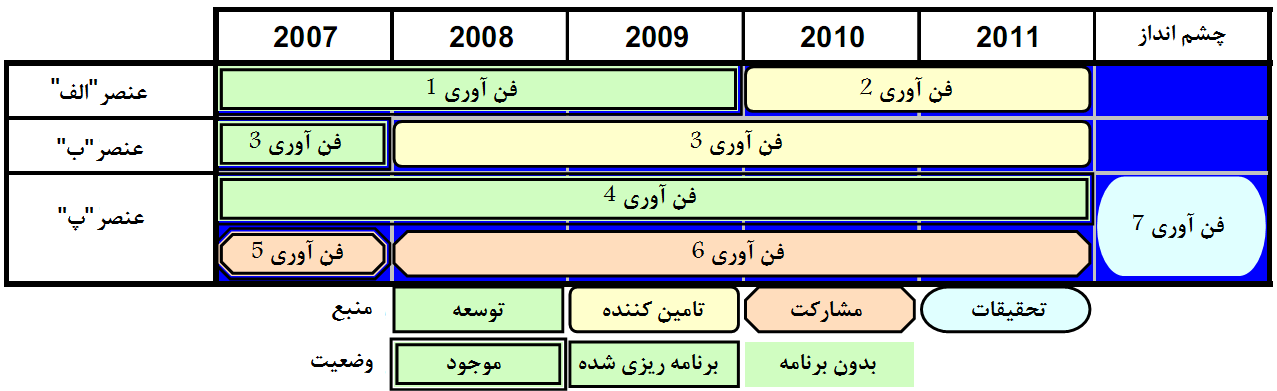 2007 2008 2009 2010 2011 چشم انداز
عنصر"الف" فن آوری 1 فن آوری 2
عنصر"ب" فن آوری 3 فن آوری 3
عنصر"پ" فن آوری 4
فن آوری 5 فن آوری 6 فن آوری 7
منبع توسعه تامین کننده مشارکت تحقیقات
وضعیت موجود برنامه ریزی شده بدون برنامه